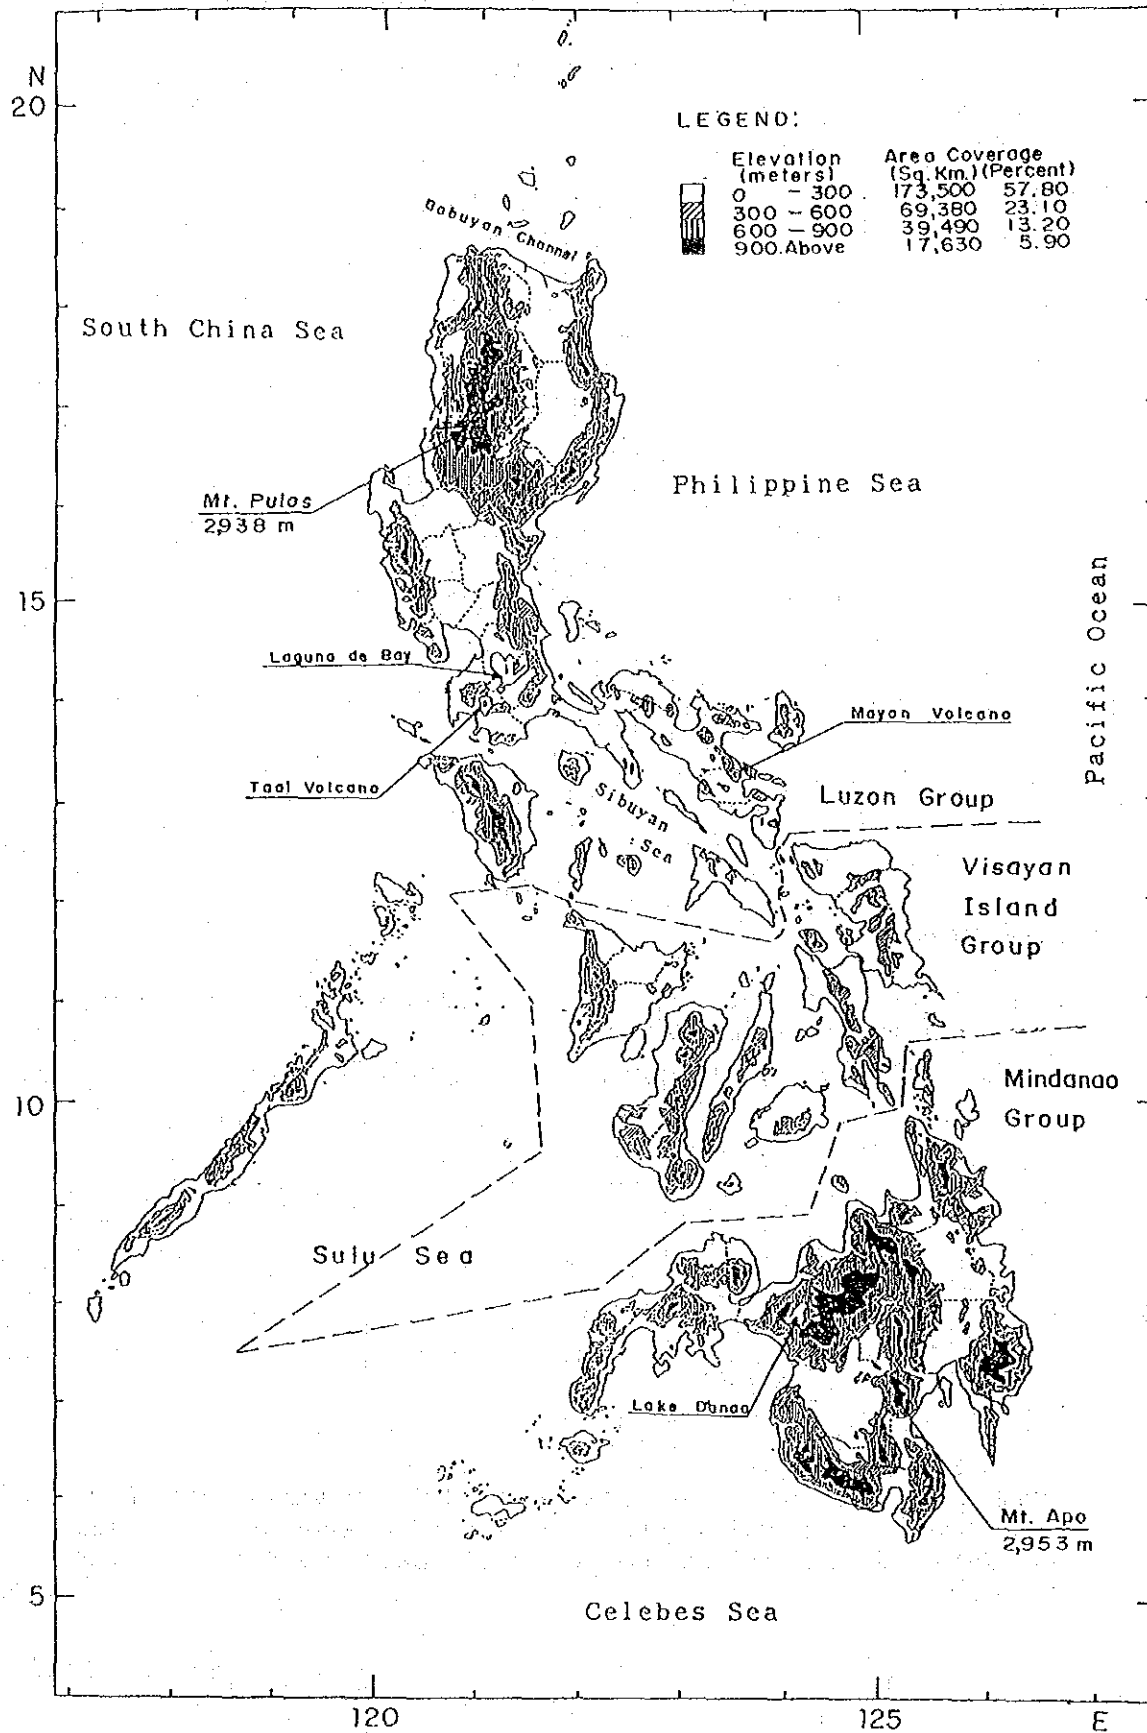 N
20
LEGEND:
Elevation Area Coverage
(meters) (Sq.Km.)(Percent)
0 - 300 173,500 57.80
300 - 600 69,380 23.10
600 - 900 39,490 13.20
900.Above 17,630 5.90
Babuyan Channel
South China Sea
Philippine Sea
Mt. Pulos
2,938 m
15
Pacific Ocean
Laguna de Bay
Mayon Volcano
Taal Volcano
Sibuyan
Sea
Luzon Group
Visayan
Island
Group
10
Mindanao
Group
Sulu Sea
Lake Danao
Mt. Apo
2,953 m
5
Celebes Sea
120
125
E